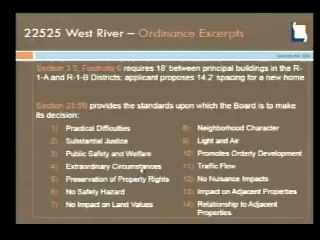 22525 West River – Ordinance Excerpts
Section 3.5, Footnote 6 requires 18' between principal buildings in the R-
1-A and R-1-B Districts; applicant proposes 14.2' spacing for a new home
Section 21.5B provides the standards upon which the Board is to make
its decision:
1) Practical Difficulties
2) Substantial Justice
3) Public Safety and Welfare
4) Extraordinary Circumstances
5) Preservation of Property Rights
6) No Safety Hazard
7) No Impact on Land Values
8) Neighborhood Character
9) Light and Air
10) Promotes Orderly Development
11) Traffic Flow
12) No Nuisance Impacts
13) Impact on Adjacent Properties
14) Relationship to Adjacent
Properties